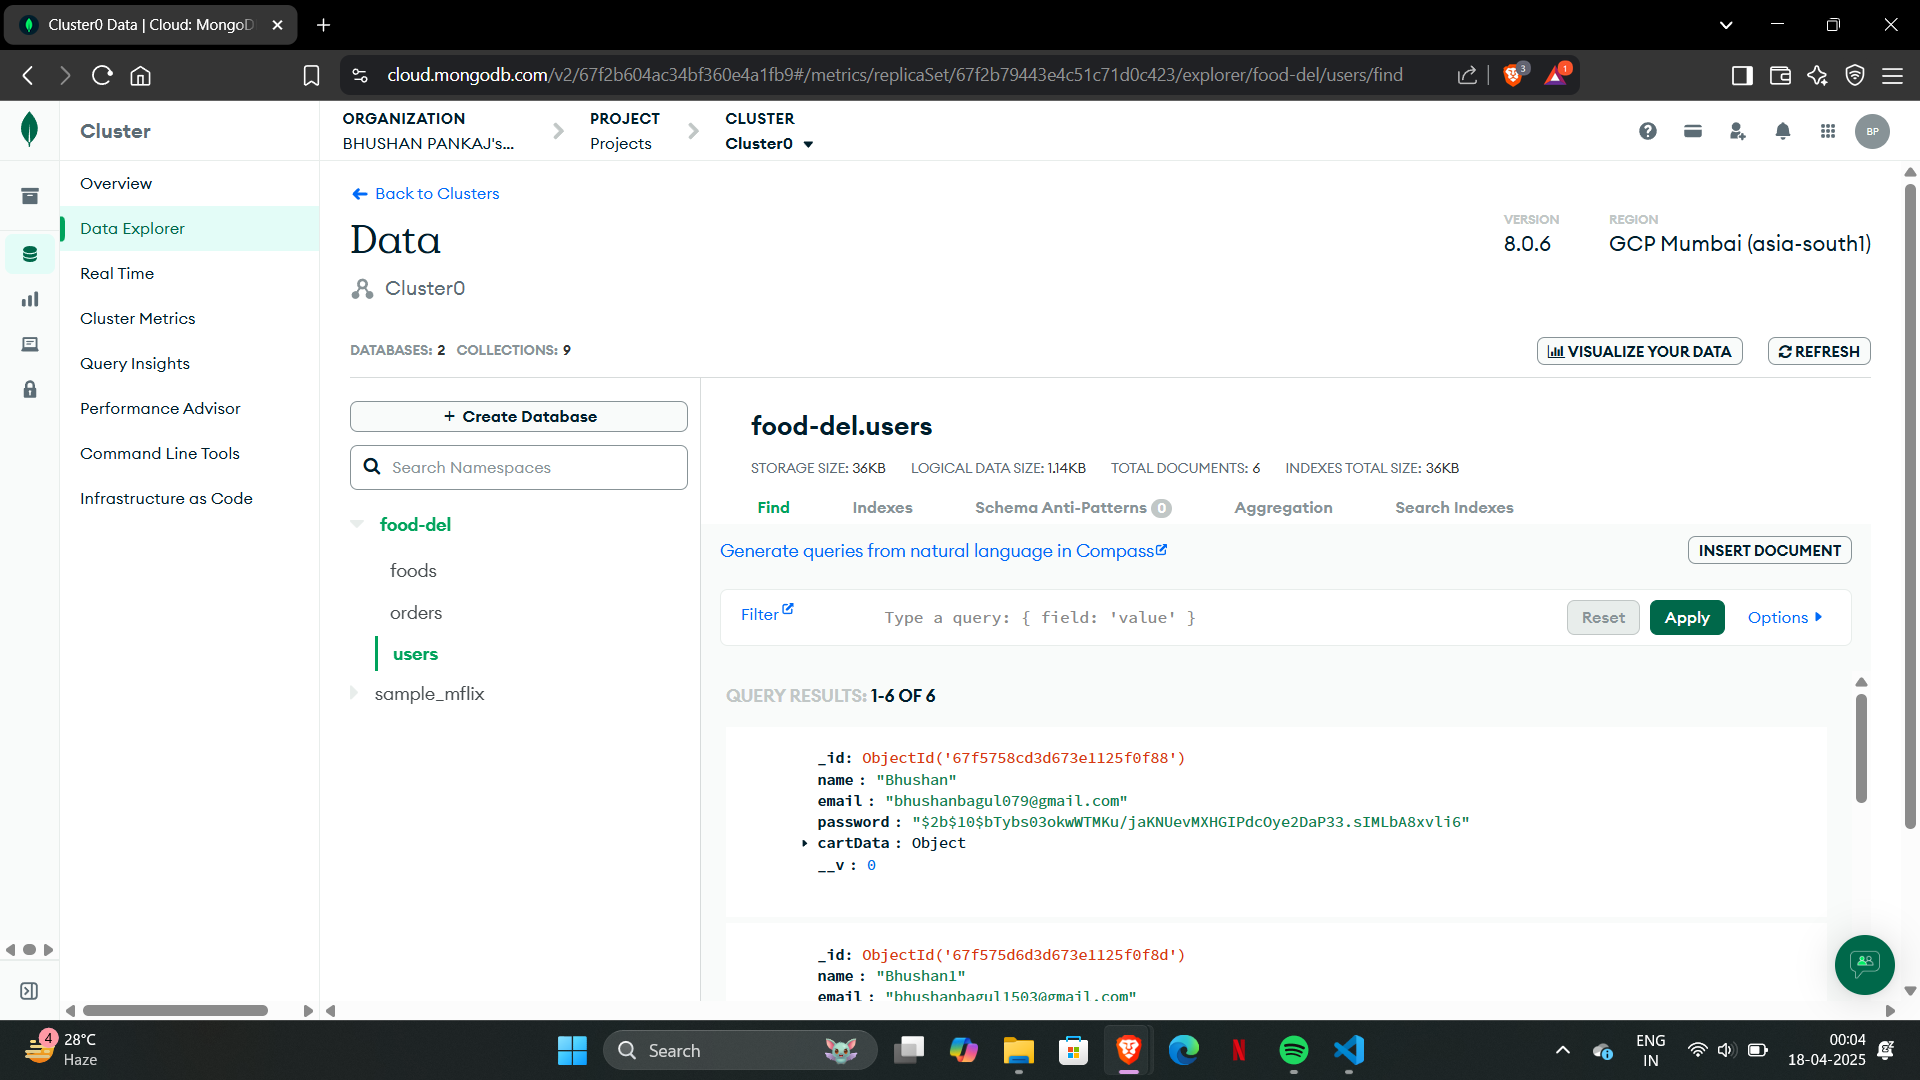 Cluster0 Data | Cloud: MongoD
cloud.mongodb.com/v2/67f2b604ac34bf360e4a1fb9#/metrics/replicaSet/67f2b79443e4c51c71d0c423/explorer/food-del/users/find
3
1
Cluster
ORGANIZATION
BHUSHAN PANKAJ's...
PROJECT
Projects
CLUSTER
Cluster0
BP
Overview
Data Explorer
Real Time
Cluster Metrics
Query Insights
Performance Advisor
Command Line Tools
Infrastructure as Code
Back to Clusters
Data
Cluster0
VERSION
8.0.6
REGION
GCP Mumbai (asia-south1)
DATABASES: 2 COLLECTIONS: 9
VISUALIZE YOUR DATA
REFRESH
+ Create Database
Search Namespaces
food-del
foods
orders
users
sample_mflix
food-del.users
STORAGE SIZE: 36KB LOGICAL DATA SIZE: 1.14KB TOTAL DOCUMENTS: 6 INDEXES TOTAL SIZE: 36KB
Find Indexes Schema Anti-Patterns 0 Aggregation Search Indexes
Generate queries from natural language in Compass
INSERT DOCUMENT
Filter
Type a query: { field: 'value' }
Reset
Apply
Options
QUERY RESULTS: 1-6 OF 6
_id: ObjectId('67f5758cd3d673e1125f0f88')
name : "Bhushan"
email : "bhushanbagul079@gmail.com"
password : "$2b$10$bTybs03okwWTMKu/jaKNUevMXHGIPdcOye2DaP33.sIMLbA8xvli6"
cartData : Object
__v : 0
_id: ObjectId('67f575d6d3d673e1125f0f8d')
name : "Bhushan1"
email : "bhushanbagul1503@gmail.com"
4
28°C
Haze
Search
ENG
IN
00:04
18-04-2025